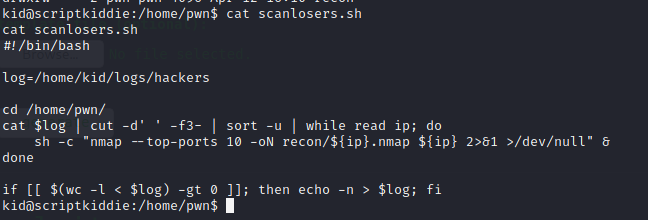 kid@scriptkiddie:/home/pwn$ cat scanlosers.sh
cat scanlosers.sh
#!/bin/bash
log=/home/kid/logs/hackers
cd /home/pwn/
cat $log | cut -d' ' -f3- | sort -u | while read ip; do
    sh -c "nmap --top-ports 10 -oN recon/${ip}.nmap ${ip} 2>&1 >/dev/null" &
done
if [[ $(wc -l < $log) -gt 0 ]]; then echo -n > $log; fi
kid@scriptkiddie:/home/pwn$